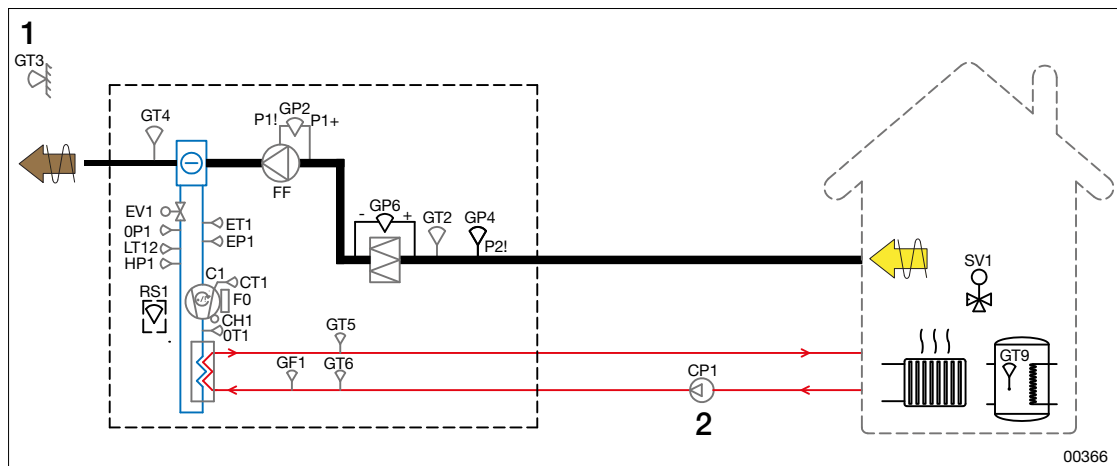 1
GT3
GT4
P1!
GP2
P1+
FF
EV1
0P1
LT12
HP1
ET1
EP1
-
GP6
+
GT2
GP4
P2!
SV1
C1
CT1
F0
RS1
CH1
0T1
GT5
GF1
GT6
CP1
2
GT9
00366